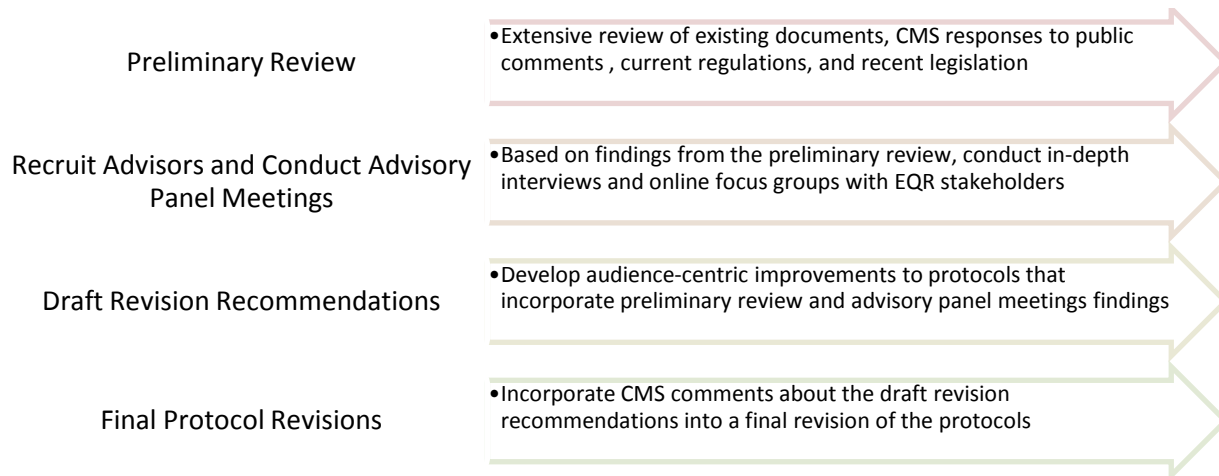 Preliminary Review
•Extensive review of existing documents, CMS responses to public
comments , current regulations, and recent legislation
Recruit Advisors and Conduct Advisory
Panel Meetings
•Based on findings from the preliminary review, conduct in-depth
interviews and online focus groups with EQR stakeholders
Draft Revision Recommendations
•Develop audience-centric improvements to protocols that
incorporate preliminary review and advisory panel meetings findings
Final Protocol Revisions
•Incorporate CMS comments about the draft revision
recommendations into a final revision of the protocols